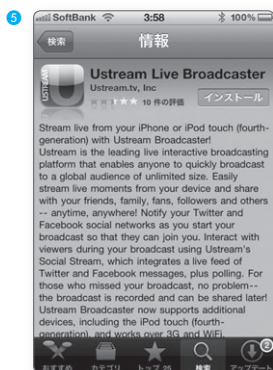 5
SoftBank 3:58 100%
検索 情報
USTREAM
Ustream Live Broadcaster
Ustream.tv, Inc
10 件の評価
インストール
Stream live from your iPhone or iPod touch (fourth-
generation) with Ustream Broadcaster!
Ustream is the leading live interactive broadcasting
platform that enables anyone to quickly broadcast
to a global audience of unlimited size. Easily
stream live moments from your device and share
with your friends, family, fans, followers and others
-- anytime, anywhere! Notify your Twitter and
Facebook social networks as you start your
broadcast so that they can join you. Interact with
viewers during your broadcast using Ustream's
Social Stream, which integrates a live feed of
Twitter and Facebook messages, plus polling. For
those who missed your broadcast, no problem--
the broadcast is recorded and can be shared later!
Ustream Broadcaster now supports additional
devices, including the iPod touch (fourth-
generation), and works over 3G and WiFi.
2
おすすめ カテゴリ トップ 25 検索 アップデート